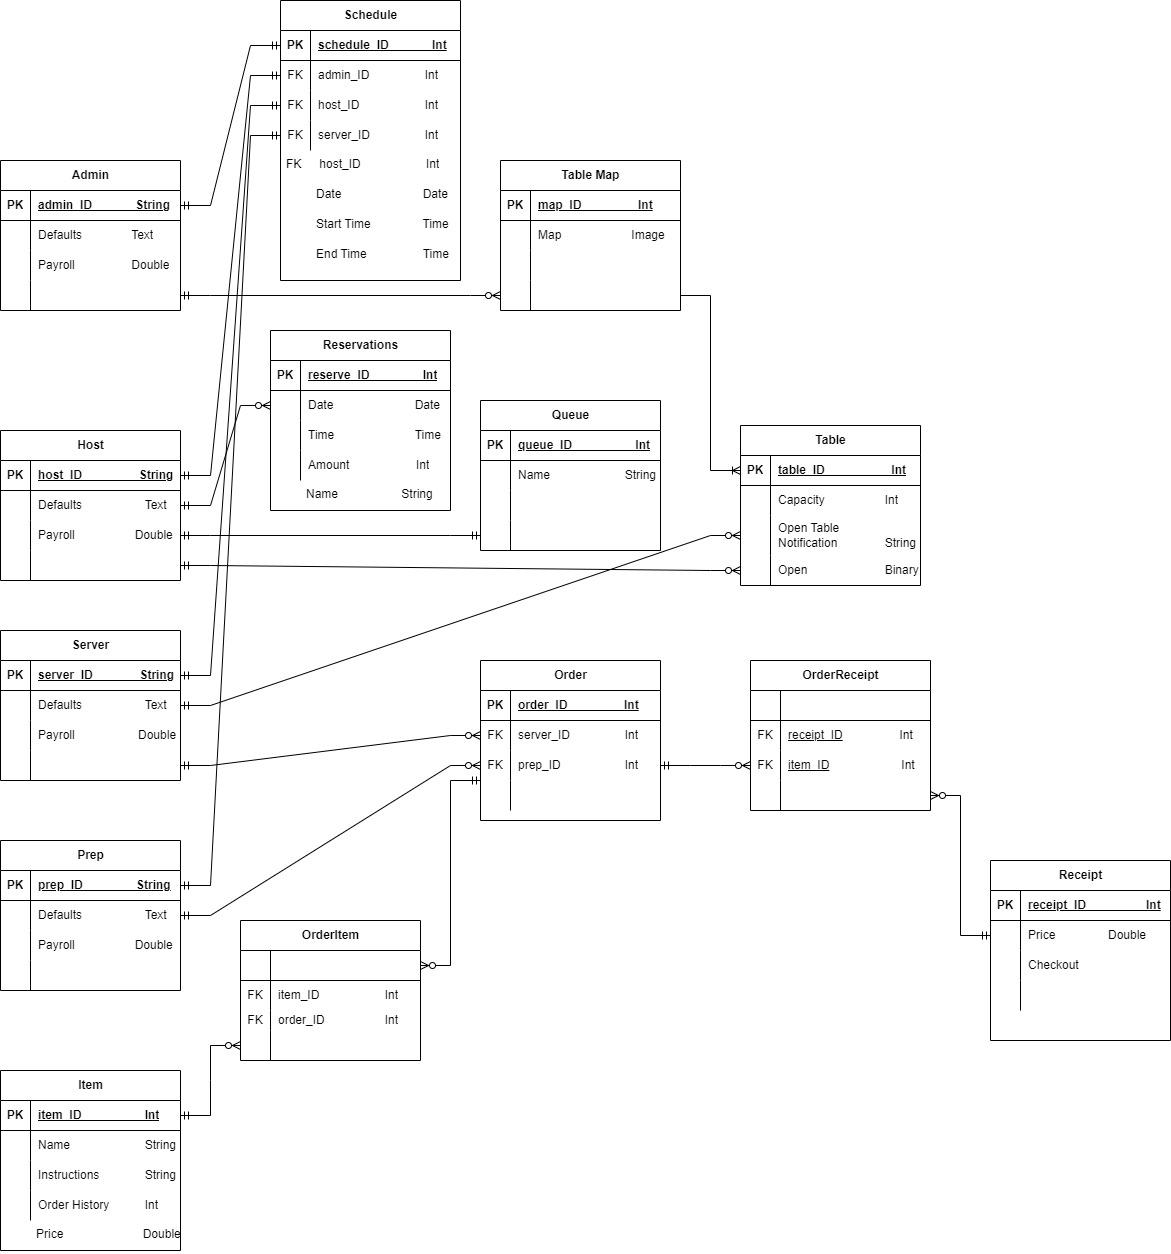 Schedule
PK schedule_ID Int
FK admin_ID Int
FK host_ID Int
FK server_ID Int
FK host_ID Int
Date Date
Start Time Time
End Time Time
Admin
PK admin_ID String
Defaults Text
Payroll Double
Table Map
PK map_ID Int
Map Image
Reservations
PK reserve_ID Int
Date Date
Time Time
Amount Int
Name String
Queue
PK queue_ID Int
Name String
Table
PK table_ID Int
Capacity Int
Open Table
Notification String
Open Binary
Host
PK host_ID String
Defaults Text
Payroll Double
Server
PK server_ID String
Defaults Text
Payroll Double
Order
PK order_ID Int
FK server_ID Int
FK prep_ID Int
OrderReceipt
FK receipt_ID Int
FK item_ID Int
Prep
PK prep_ID String
Defaults Text
Payroll Double
Receipt
PK receipt_ID Int
Price Double
Checkout
OrderItem
FK item_ID Int
FK order_ID Int
Item
PK item_ID Int
Name String
Instructions String
Order History Int
Price Double